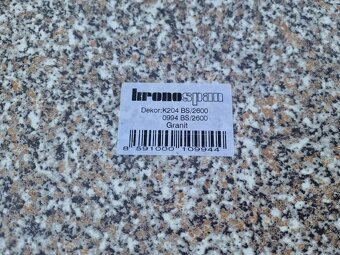 kronospan
Dekor:K204 BS/2600
0994 BS/2600
Granit
8 591000 109944